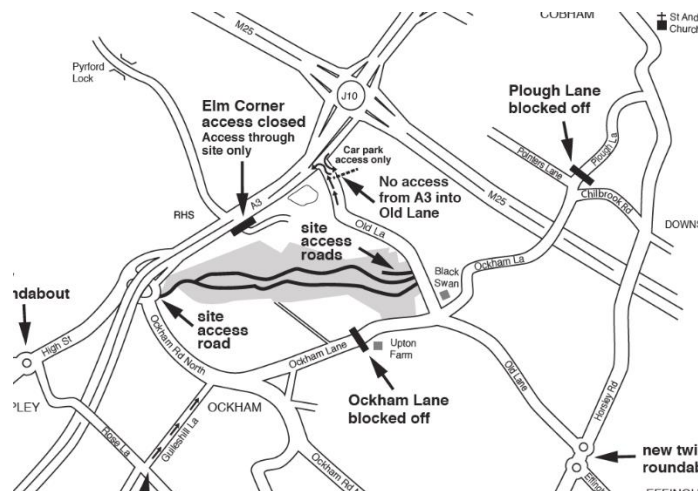 COBHAM
St And
Church
M25
Pyrford
Lock
J10
Plough Lane
blocked off
Elm Corner
access closed
Access through
site only
Car park
access only
Pointers Lane
Plough La
No access
from A3 into
Old Lane
Chilbrook Rd
A3
RHS
M25
DOWNS
Old La
site
access
roads
Ockham La
Black
Swan
ndabout
site
access
road
High St
Ockham Rd North
Ockham Lane
Upton
Farm
Old Lane
Horsley Rd
Ockham Lane
blocked off
PLEY
OCKHAM
Rose La
Guileshill La
new twi
roundab
Ockham Rd N
Effing
EFFINGH